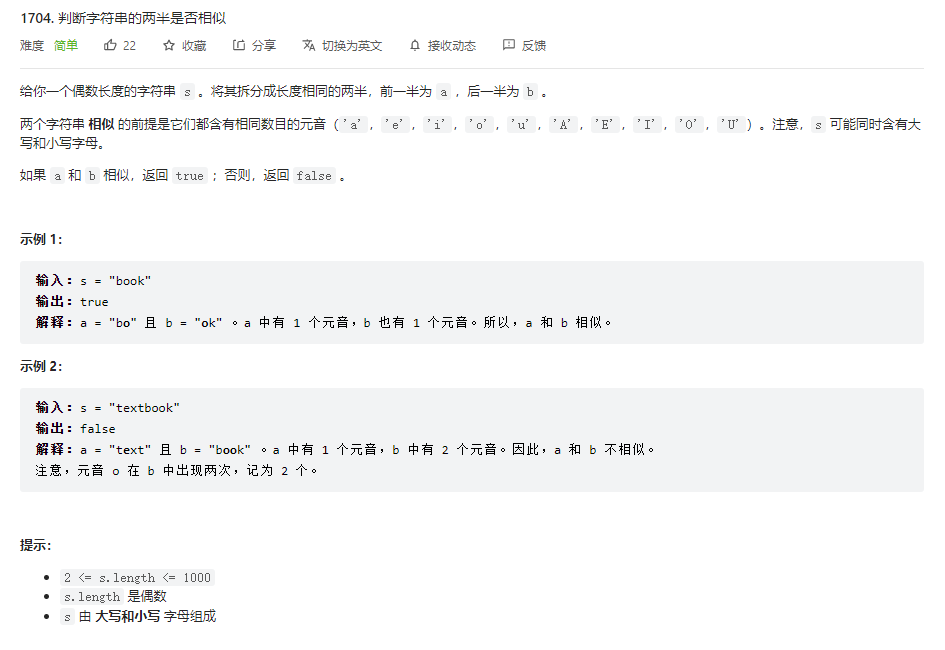 1704. 判断字符串的两半是否相似
难度 简单 22 收藏 分享 切换为英文 接收动态 反馈
给你一个偶数长度的字符串 s 。将其拆分成长度相同的两半，前一半为 a ，后一半为 b 。
两个字符串 相似 的前提是它们都含有相同数目的元音（'a'，'e'，'i'，'o'，'u'，'A'，'E'，'I'，'O'，'U'）。注意，s 可能同时含有大
写和小写字母。
如果 a 和 b 相似，返回 true ；否则，返回 false 。
示例 1：
输入：s = "book"
输出：true
解释：a = "bo" 且 b = "ok" 。a 中有 1 个元音，b 也有 1 个元音。所以，a 和 b 相似。
示例 2：
输入：s = "textbook"
输出：false
解释：a = "text" 且 b = "book" 。a 中有 1 个元音，b 中有 2 个元音。因此，a 和 b 不相似。
注意，元音 o 在 b 中出现两次，记为 2 个。
提示：
• 2 <= s.length <= 1000
• s.length 是偶数
• s 由 大写和小写 字母组成